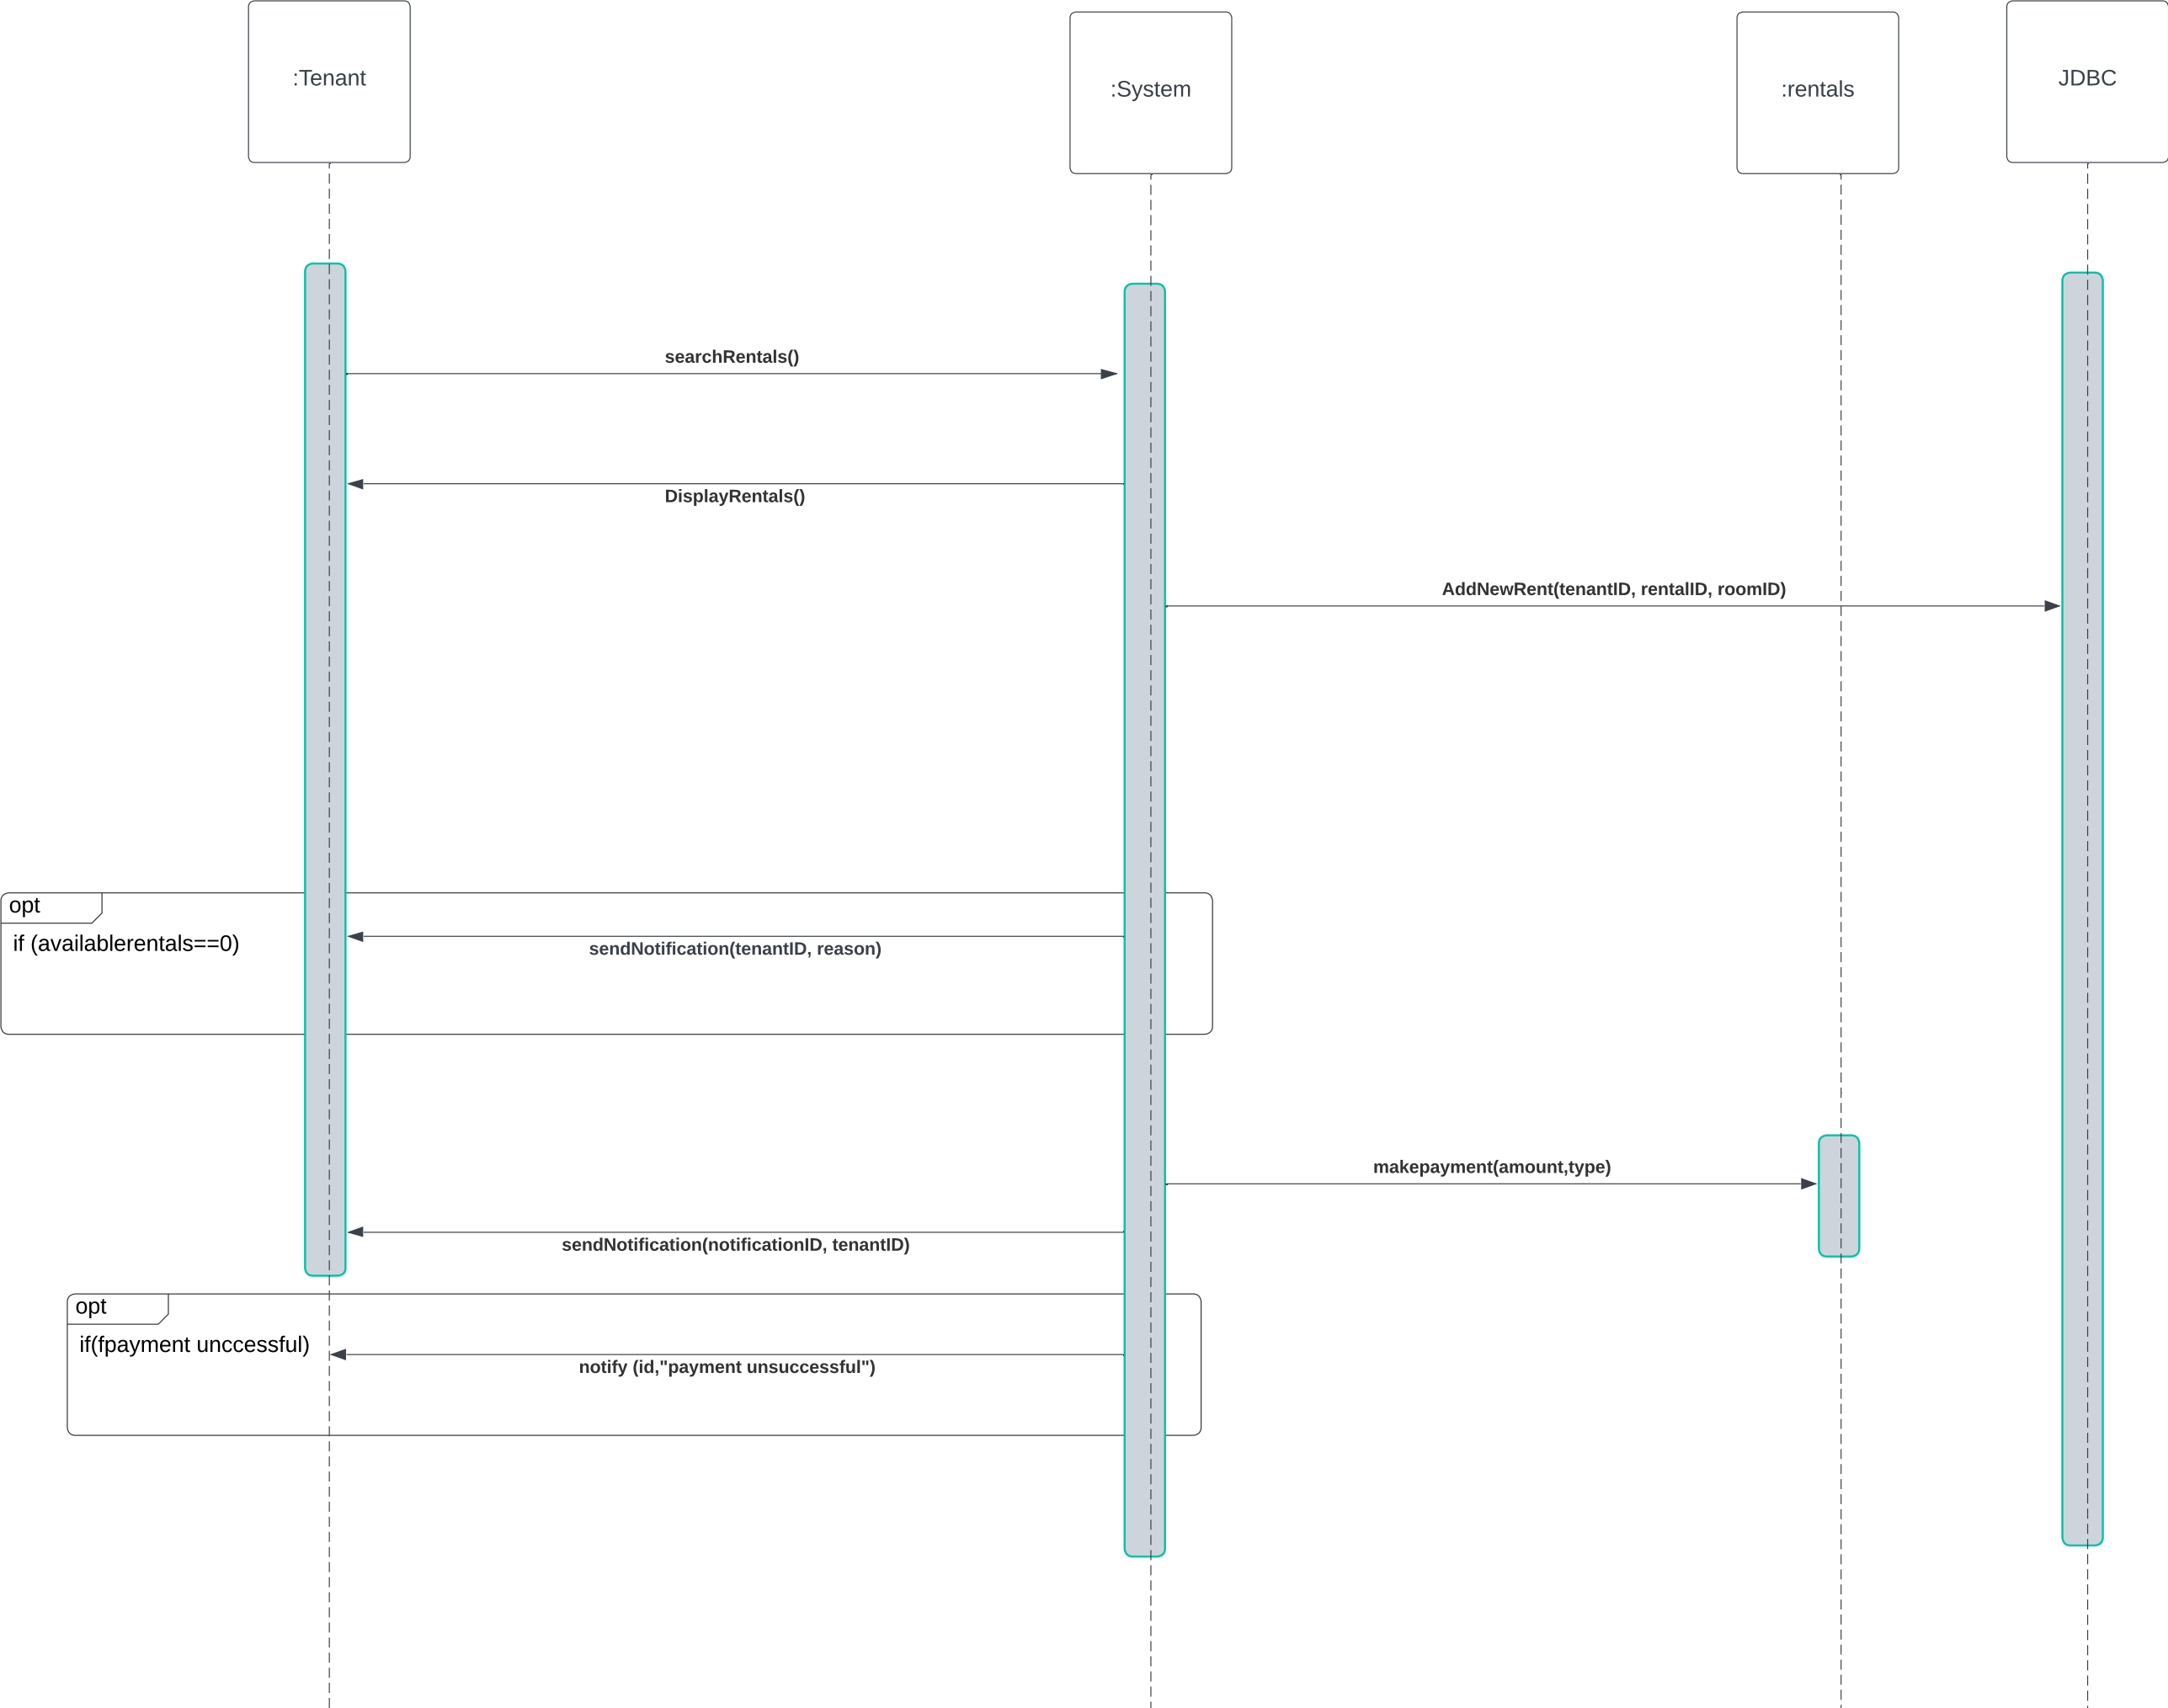 :Tenant
:System
:rentals
JDBC
searchRentals()
DisplayRentals()
AddNewRent(tenantID, rentalID, roomID)
opt
if (availablerentals==0)
sendNotification(tenantID, reason)
makepayment(amount,type)
sendNotification(notificationID, tenantID)
opt
if(fpayment unccessful)
notify (id,"payment unsuccessful")